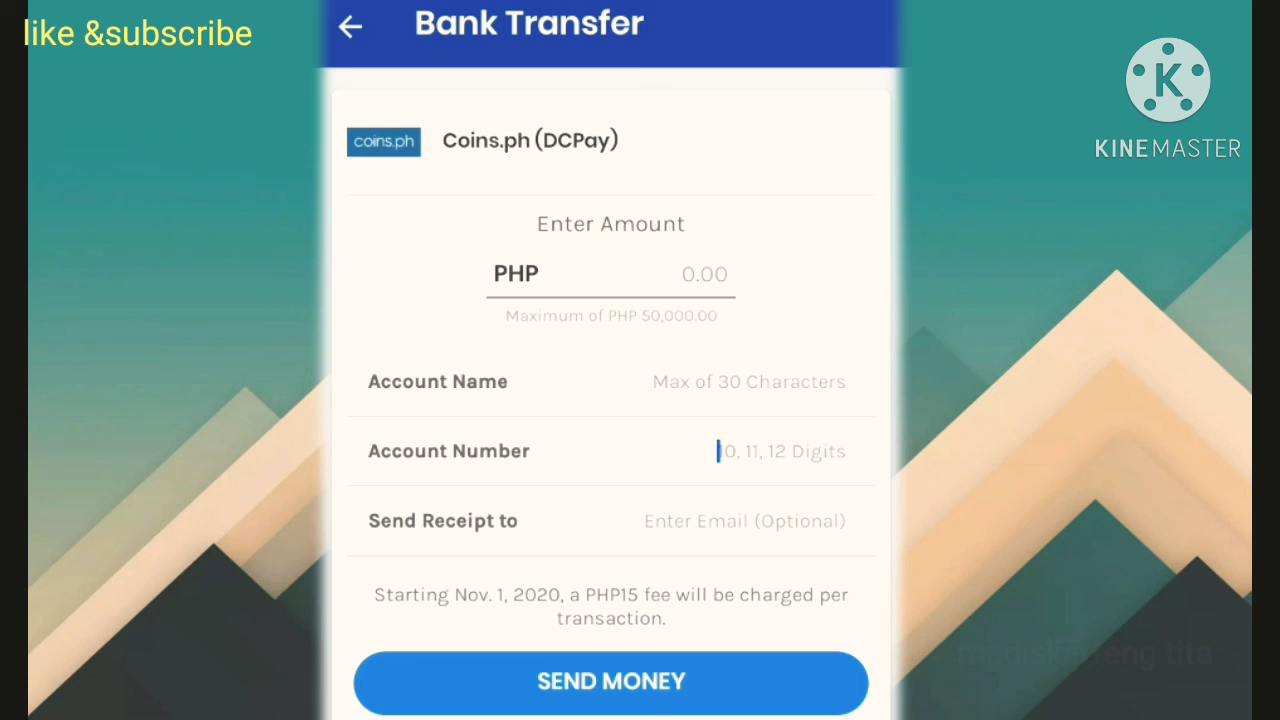 like &subscribe
Bank Transfer
K
KINEMASTER
coins.ph
Coins.ph (DCPay)
Enter Amount
PHP 0.00
Maximum of PHP 50,000.00
Account Name Max of 30 Characters
Account Number 10, 11, 12 Digits
Send Receipt to Enter Email (Optional)
Starting Nov. 1, 2020, a PHP15 fee will be charged per
transaction.
tita
SEND MONEY